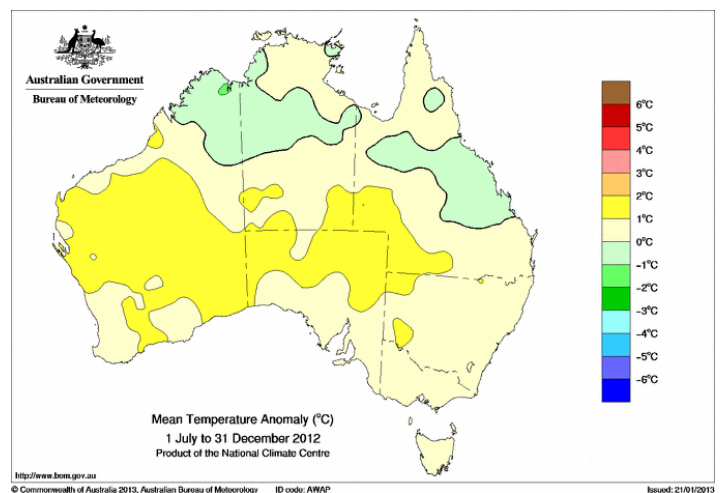 Australian Government
Bureau of Meteorology
6°C
5°C
4°C
3°C
2°C
1°C
0°C
-1°C
-2°C
-3°C
-4°C
-5°C
-6°C
Mean Temperature Anomaly (°C)
1 July to 31 December 2012
Product of the National Climate Centre
http://www.bom.gov.au
© Commonwealth of Australia 2013, Australian Bureau of Meteorology ID code: AWAP Issued: 21/01/2013